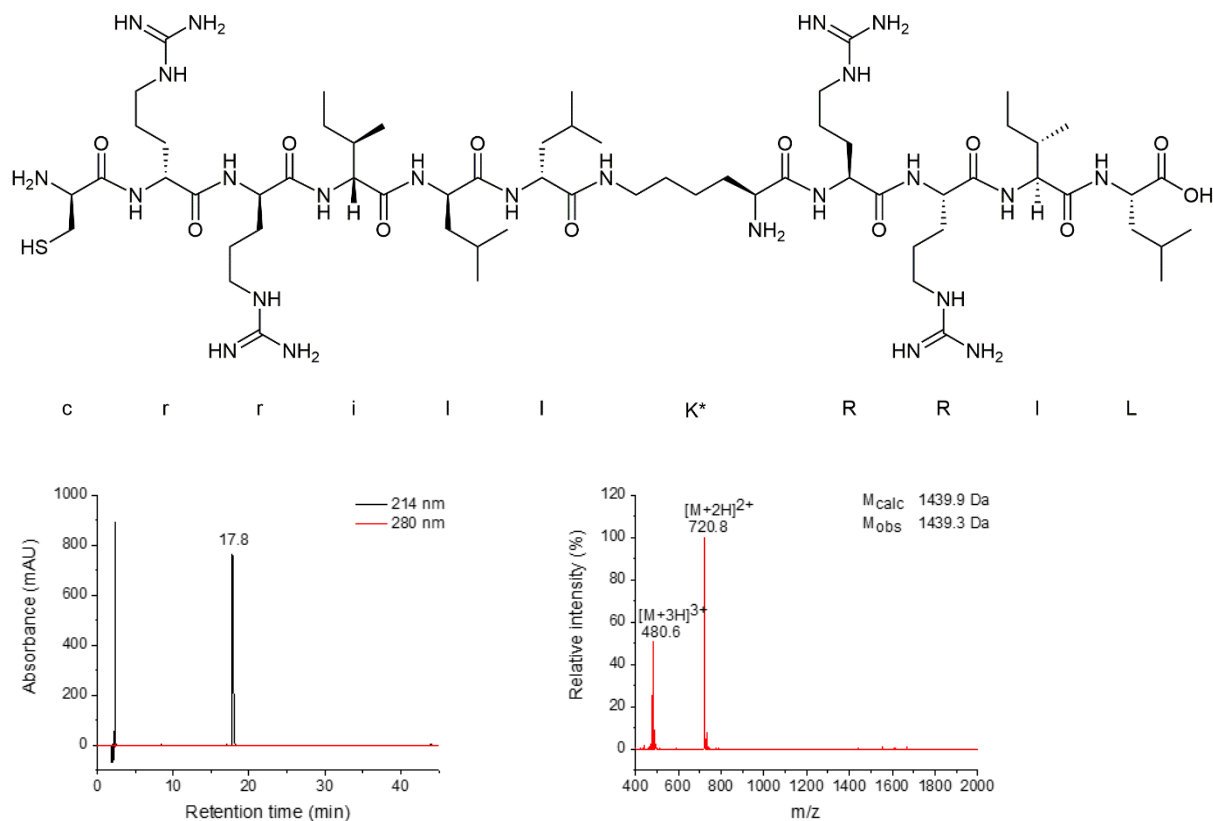 HN NH2 HN NH2
NH NH
O H O H O H O H O H O
H2N N N N N N
N N N N N OH
H H H H H
H H
NH2
O O O O O
HS
NH NH
HN NH2 HN NH2
c r r i l l K* R R I L
1000
800
600
400
200
0
0 10 20 30 40
Absorbance (mAU)
Retention time (min)
214 nm
280 nm
17.8
120
100
80
60
40
20
0
400 600 800 1000 1200 1400 1600 1800 2000
Relative intensity (%)
m/z
[M+2H]2+
720.8
[M+3H]3+
480.6
Mcalc 1439.9 Da
Mobs 1439.3 Da